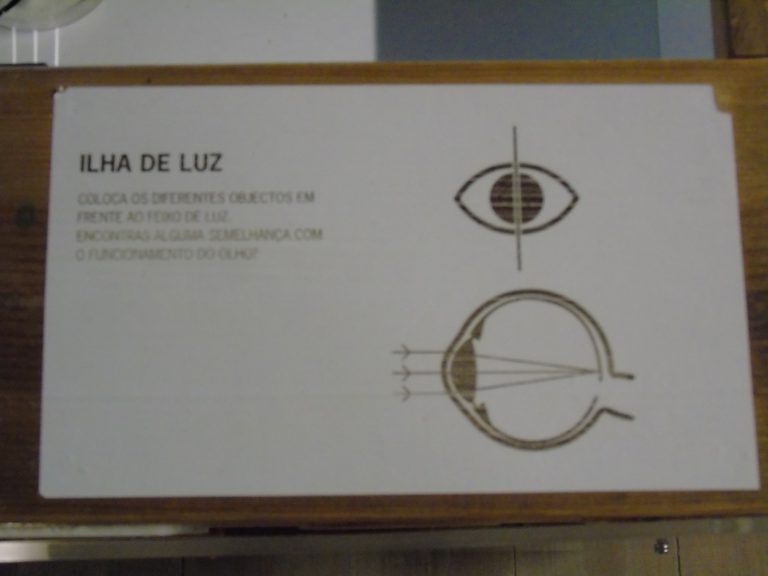 ILHA DE LUZ
COLOCA OS DIFERENTES OBJECTOS EM
FRENTE AO FEIXO DE LUZ.
ENCONTRAS ALGUMA SEMELHANÇA COM
O FUNCIONAMENTO DO OLHO?